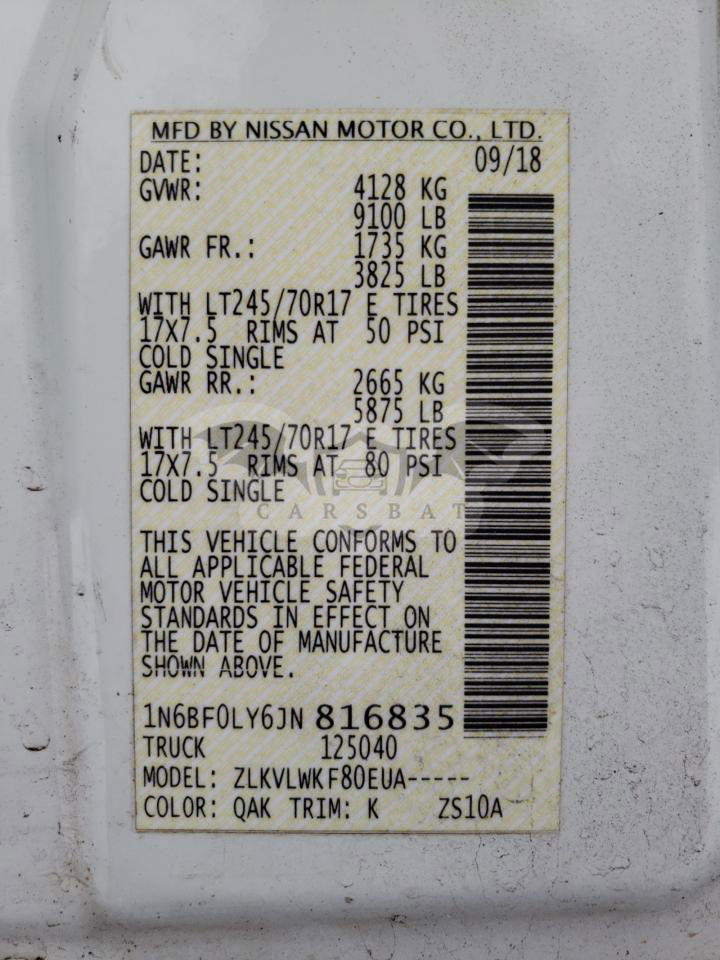 MFD BY NISSAN MOTOR CO., LTD.
DATE: 09/18
GVWR: 4128 KG
9100 LB
GAWR FR.: 1735 KG
3825 LB
WITH LT245/70R17 E TIRES
17X7.5 RIMS AT 50 PSI
COLD SINGLE
GAWR RR.: 2665 KG
5875 LB
WITH LT245/70R17 E TIRES
17X7.5 RIMS AT 80 PSI
COLD SINGLE
CARSBAT
THIS VEHICLE CONFORMS TO
ALL APPLICABLE FEDERAL
MOTOR VEHICLE SAFETY
STANDARDS IN EFFECT ON
THE DATE OF MANUFACTURE
SHOWN ABOVE.
1N6BF0LY6JN 816835
TRUCK 125040
MODEL: ZLKVLWKF80EUA-----
COLOR: QAK TRIM: K ZS10A